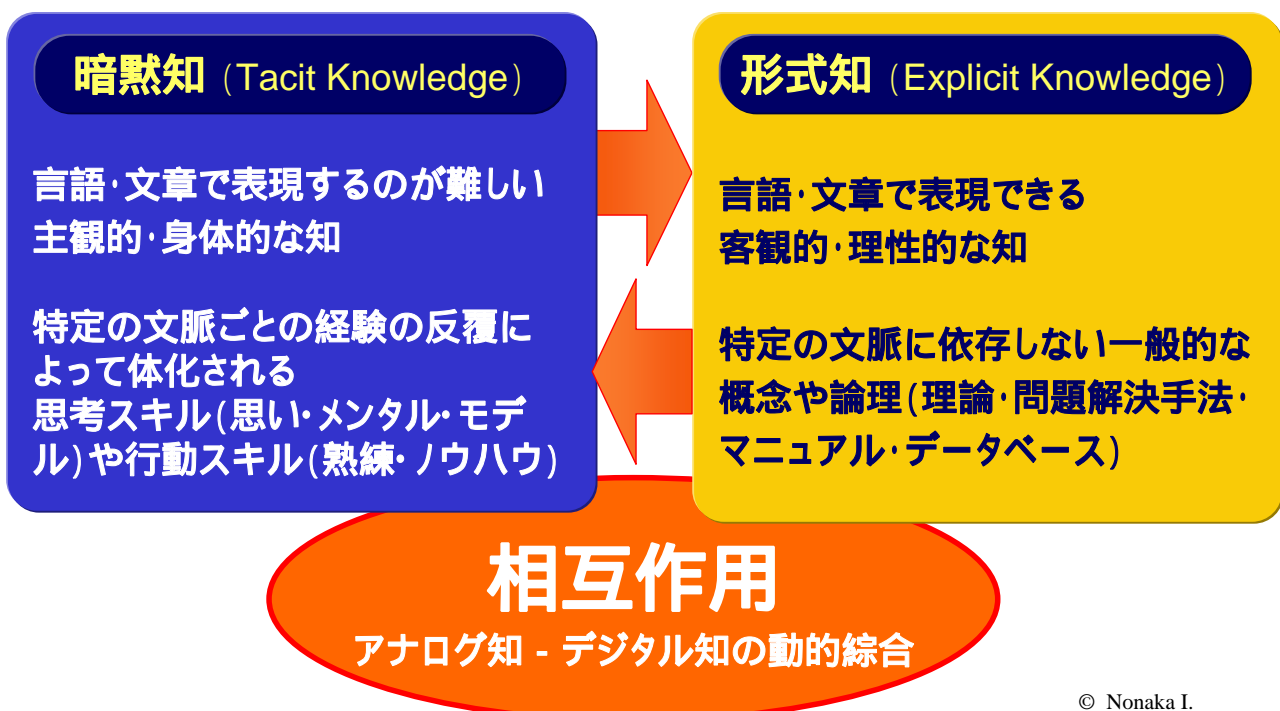 暗黙知 (Tacit Knowledge)
言語・文章で表現するのが難しい
主観的・身体的な知
特定の文脈ごとの経験の反覆に
よって体化される
思考スキル(思い・メンタル・モデ
ル)や行動スキル(熟練・ノウハウ)
形式知 (Explicit Knowledge)
言語・文章で表現できる
客観的・理性的な知
特定の文脈に依存しない一般的な
概念や論理(理論・問題解決手法・
マニュアル・データベース)
相互作用
アナログ知 - デジタル知の動的綜合
© Nonaka I.